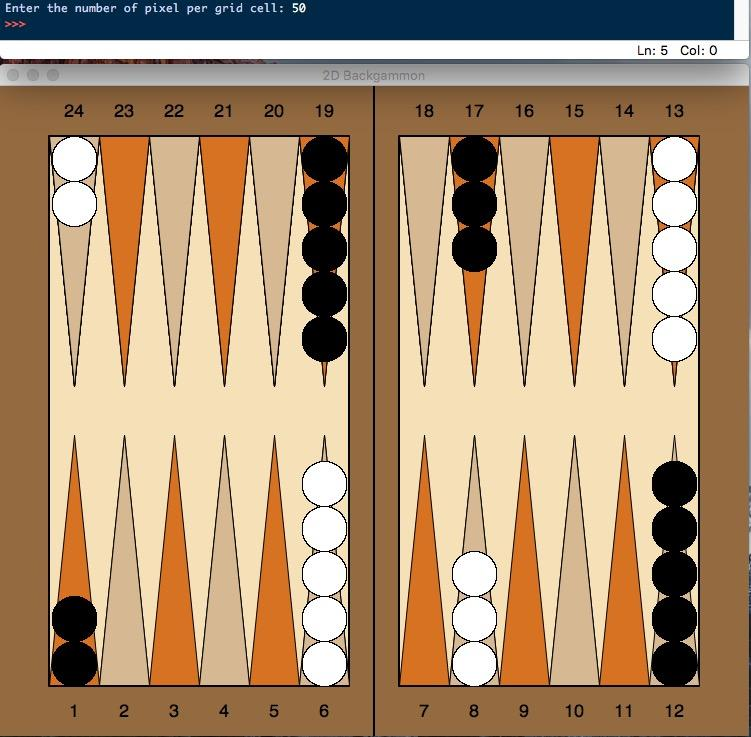 Enter the number of pixel per grid cell: 50
>>>
Ln: 5 Col: 0
2D Backgammon
24 23 22 21 20 19 18 17 16 15 14 13
1 2 3 4 5 6 7 8 9 10 11 12